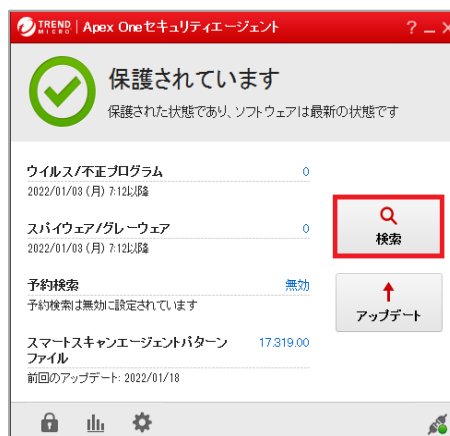 TREND MICRO | Apex Oneセキュリティエージェント
保護されています
保護された状態であり、ソフトウェアは最新の状態です
ウイルス/不正プログラム 0
2022/01/03 (月) 7:12以降
スパイウェア/グレーウェア 0
2022/01/03 (月) 7:12以降
検索
予約検索 無効
予約検索は無効に設定されています
アップデート
スマートスキャンエージェントパターン 17.319.00
ファイル
前回のアップデート: 2022/01/18